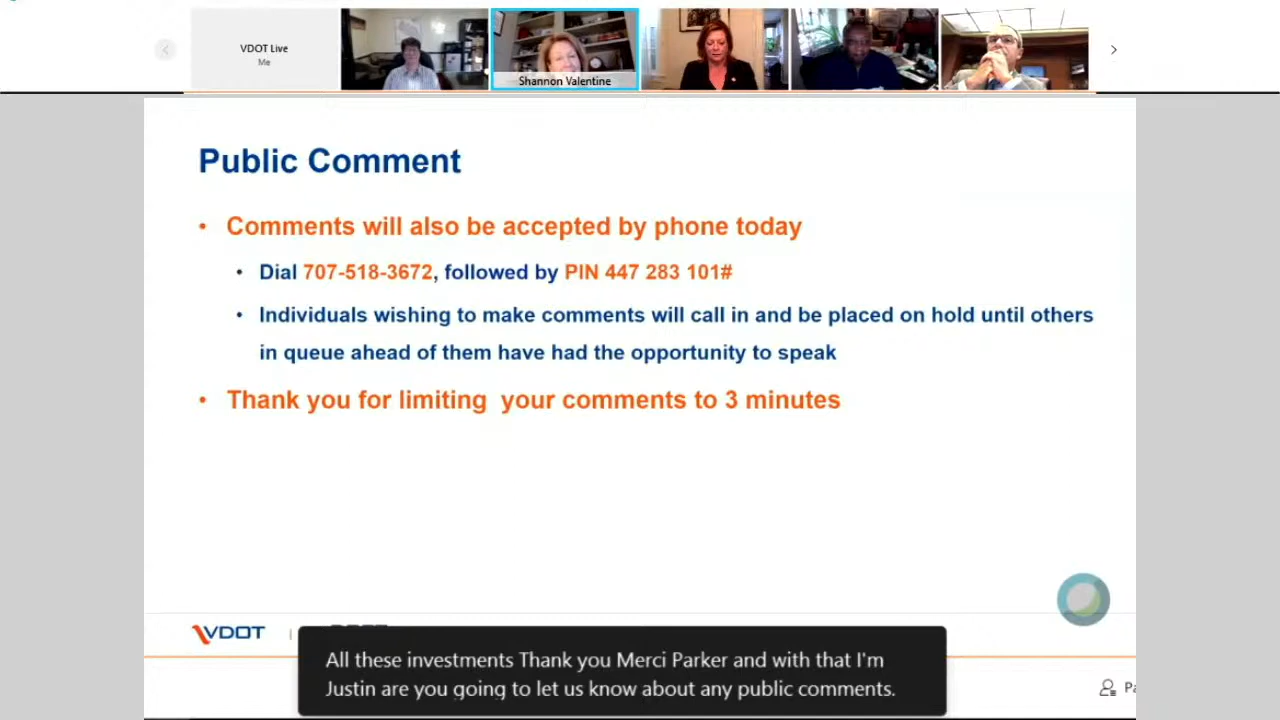 VDOT Live
Me
Shannon Valentine
Public Comment
• Comments will also be accepted by phone today
• Dial 707-518-3672, followed by PIN 447 283 101#
• Individuals wishing to make comments will call in and be placed on hold until others
in queue ahead of them have had the opportunity to speak
• Thank you for limiting your comments to 3 minutes
VDOT |
All these investments Thank you Merci Parker and with that I'm
Justin are you going to let us know about any public comments.